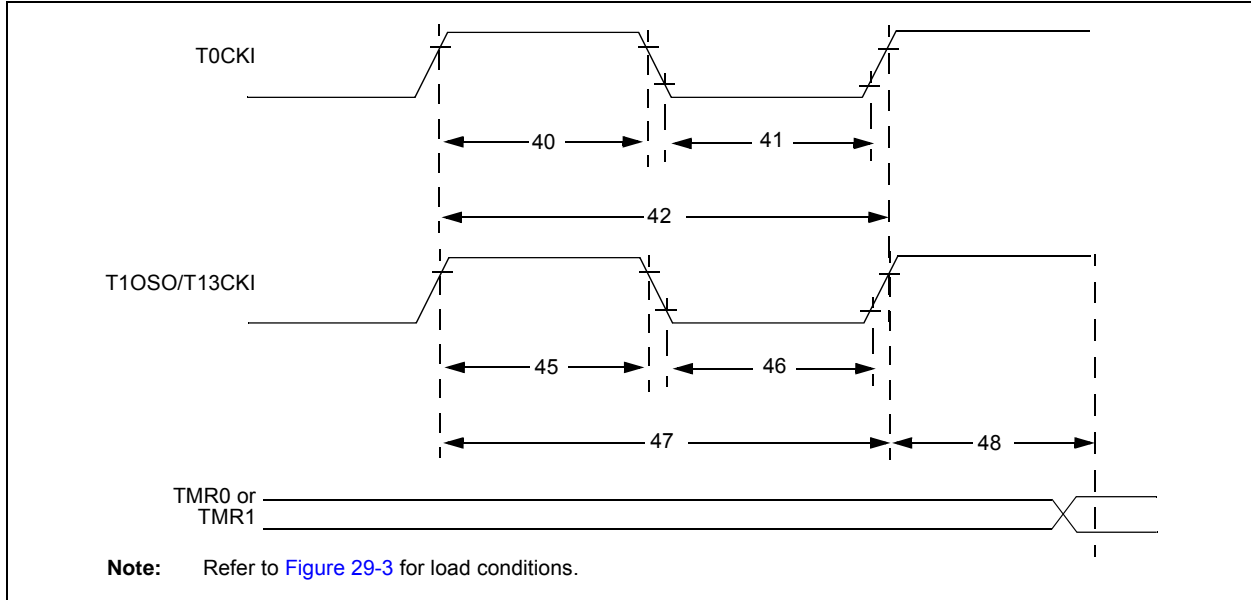 T0CKI
40
41
42
T1OSO/T13CKI
45
46
47
48
TMR0 or
TMR1
Note: Refer to Figure 29-3 for load conditions.